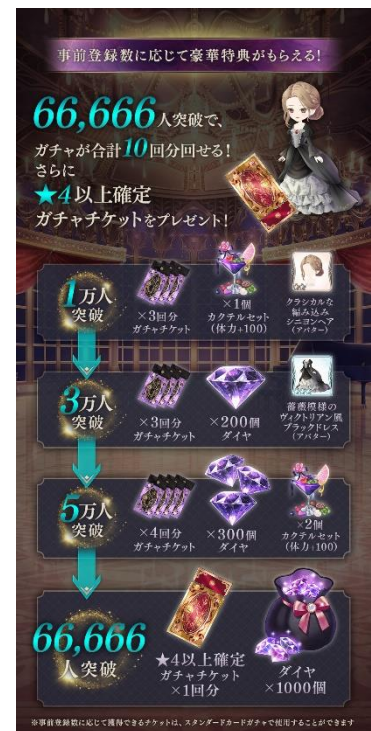 事前登録数に応じて豪華特典がもらえる!
66,666人突破で、
ガチャが合計10回分回せる!
さらに
★4以上確定
ガチャチケットをプレゼント!
1万人
突破
×3回分
ガチャチケット
×1個
カクテルセット
(体力+100)
クラシカルな
編み込み
シニヨンヘア
(アバター)
3万人
突破
×3回分
ガチャチケット
×200個
ダイヤ
薔薇模様の
ヴィクトリアン風
ブラックドレス
(アバター)
5万人
突破
×4回分
ガチャチケット
×300個
ダイヤ
×2個
カクテルセット
(体力+100)
66,666
人突破
★4以上確定
ガチャチケット
×1回分
ダイヤ
×1000個
※事前登録数に応じて獲得できるチケットは、スタンダードカードガチャで使用することができます